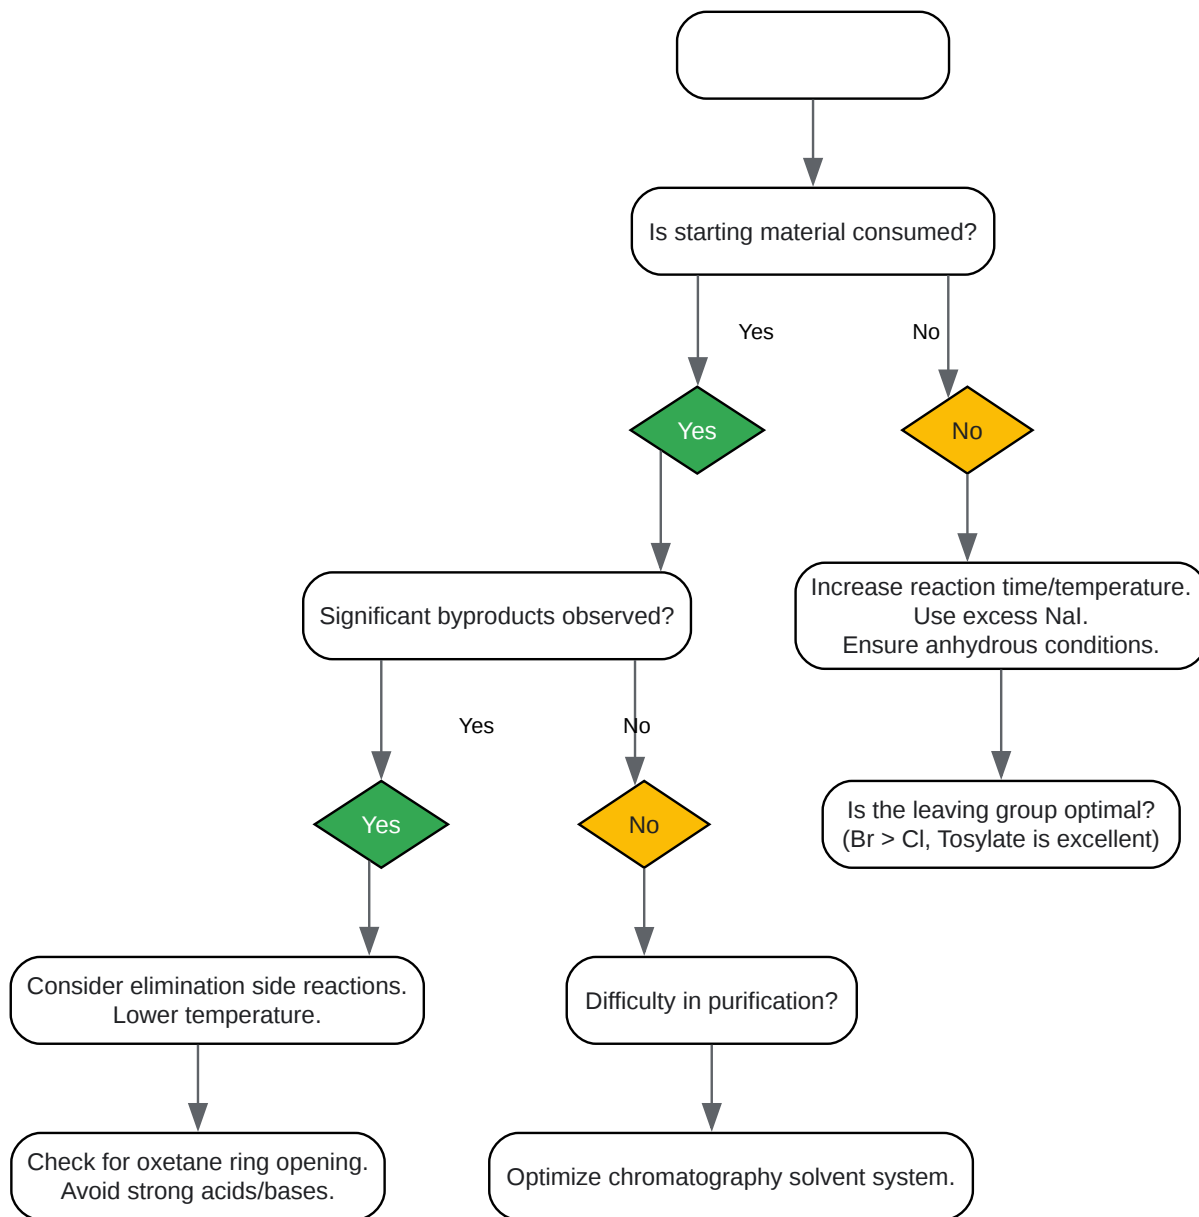 Is starting material consumed?
Yes
No
Yes
No
Increase reaction time/temperature.
Use excess NaI.
Ensure anhydrous conditions.
Significant byproducts observed?
Yes
No
Is the leaving group optimal?
(Br > Cl, Tosylate is excellent)
Yes
No
Consider elimination side reactions.
Lower temperature.
Difficulty in purification?
Check for oxetane ring opening.
Avoid strong acids/bases.
Optimize chromatography solvent system.